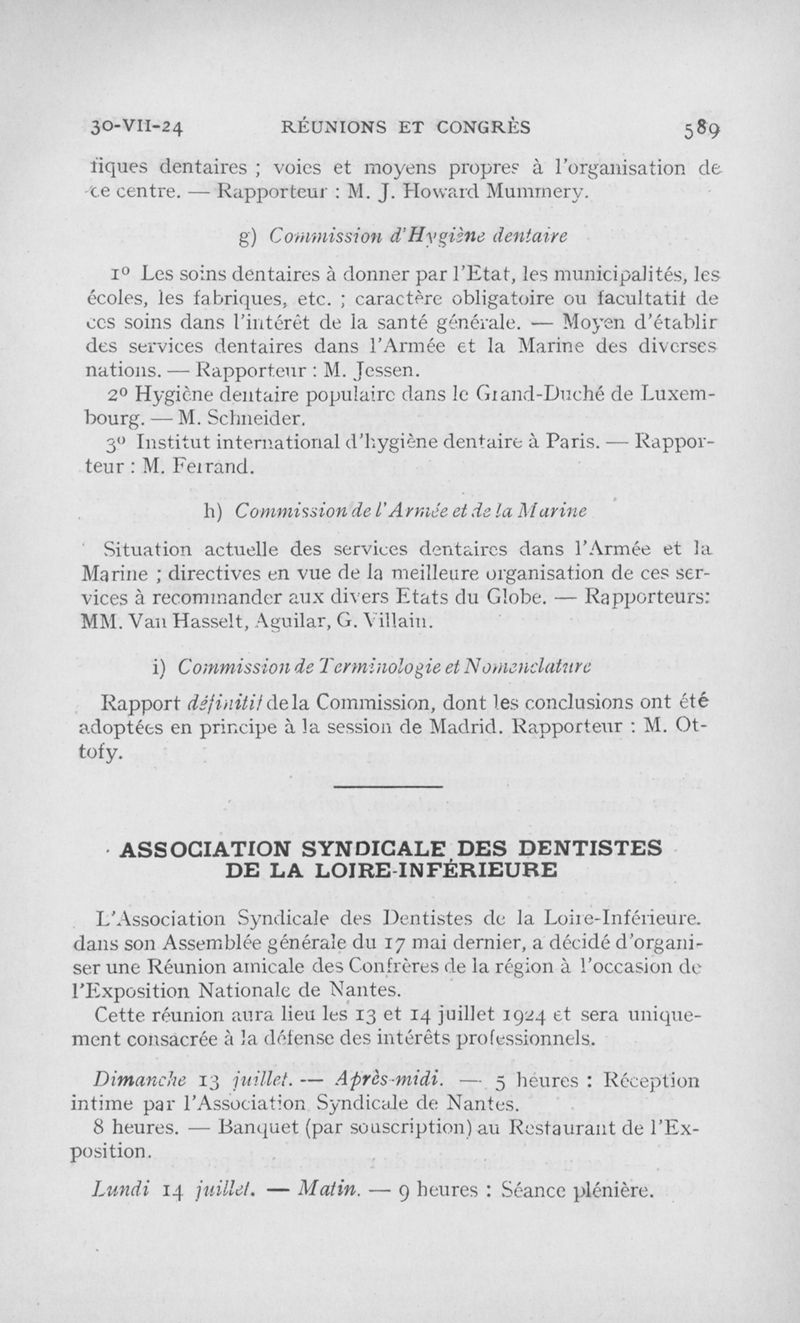 30-VII-24 RÉUNIONS ET CONGRÈS 589
tiques dentaires ; voies et moyens propres à l'organisation de
ce centre. — Rapporteur : M. J. Howard Mummery.
g) Commission d'Hygiène dentaire
1º Les soins dentaires à donner par l'Etat, les municipalités, les
écoles, les fabriques, etc. ; caractère obligatoire ou facultatif de
ces soins dans l'intérêt de la santé générale. — Moyen d'établir
des services dentaires dans l'Armée et la Marine des diverses
nations. — Rapporteur : M. Jessen.
2º Hygiène dentaire populaire dans le Grand-Duché de Luxem-
bourg. — M. Schneider.
3º Institut international d'hygiène dentaire à Paris. — Rappor-
teur : M. Ferrand.
h) Commission de l'Armée et de la Marine
Situation actuelle des services dentaires dans l'Armée et la
Marine ; directives en vue de la meilleure organisation de ces ser-
vices à recommander aux divers Etats du Globe. — Rapporteurs:
MM. Van Hasselt, Aguilar, G. Villain.
i) Commission de Terminologie et Nomenclature
Rapport définitif de la Commission, dont les conclusions ont été
adoptées en principe à la session de Madrid. Rapporteur : M. Ot-
tofy.
ASSOCIATION SYNDICALE DES DENTISTES
DE LA LOIRE-INFÉRIEURE
L'Association Syndicale des Dentistes de la Loire-Inférieure.
dans son Assemblée générale du 17 mai dernier, a décidé d'organi-
ser une Réunion amicale des Confrères de la région à l'occasion de
l'Exposition Nationale de Nantes.
Cette réunion aura lieu les 13 et 14 juillet 1924 et sera unique-
ment consacrée à la défense des intérêts professionnels.
Dimanche 13 juillet. — Après-midi. — 5 heures : Réception
intime par l'Association Syndicale de Nantes.
8 heures. — Banquet (par souscription) au Restaurant de l'Ex-
position.
Lundi 14 juillet. — Matin. — 9 heures : Séance plénière.